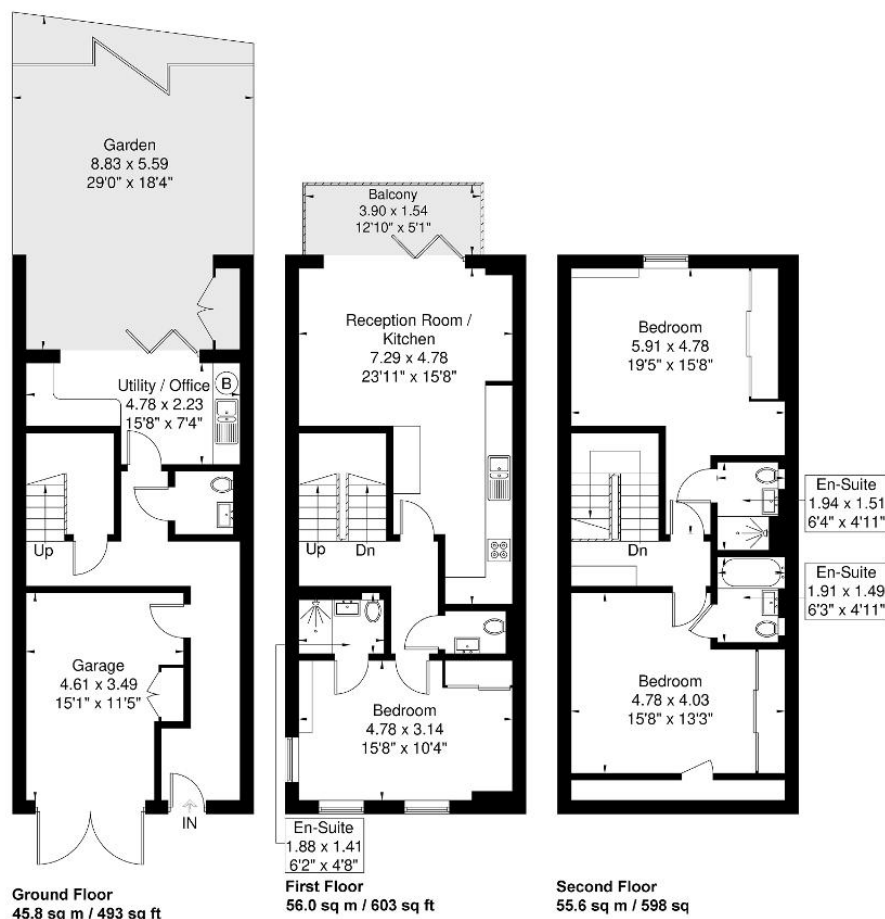 Garden
8.83 x 5.59
29'0" x 18'4"
Utility / Office
B
4.78 x 2.23
15'8" x 7'4"
Up
Garage
4.61 x 3.49
15'1" x 11'5"
IN
Ground Floor
45.8 sq m / 493 sq ft
Balcony
3.90 x 1.54
12'10" x 5'1"
Reception Room /
Kitchen
7.29 x 4.78
23'11" x 15'8"
Up
Dn
Bedroom
4.78 x 3.14
15'8" x 10'4"
En-Suite
1.88 x 1.41
6'2" x 4'8"
First Floor
56.0 sq m / 603 sq ft
Bedroom
5.91 x 4.78
19'5" x 15'8"
En-Suite
1.94 x 1.51
6'4" x 4'11"
Dn
En-Suite
1.91 x 1.49
6'3" x 4'11"
Bedroom
4.78 x 4.03
15'8" x 13'3"
Second Floor
55.6 sq m / 598 sq